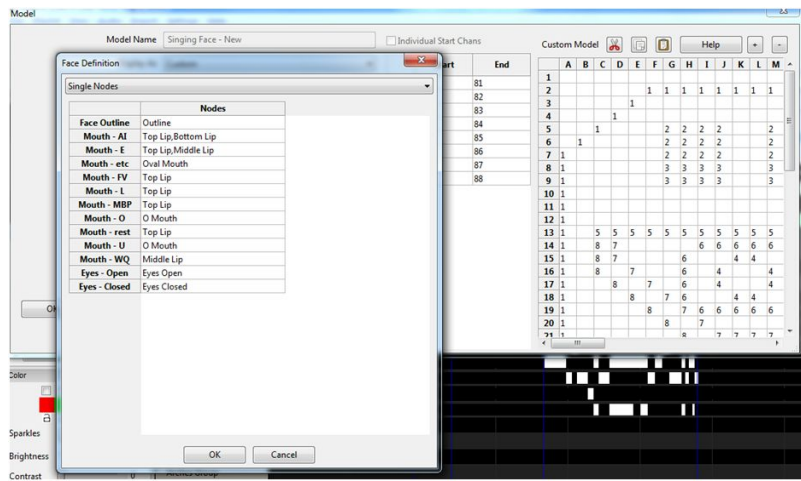 Model
Model Name Singing Face - New Individual Start Chans
Custom Model Help + -
Face Definition
Single Nodes
Nodes
Face Outline Outline
Mouth - AI Top Lip,Bottom Lip
Mouth - E Top Lip,Middle Lip
Mouth - etc Oval Mouth
Mouth - FV Top Lip
Mouth - L Top Lip
Mouth - MBP Top Lip
Mouth - O O Mouth
Mouth - rest Top Lip
Mouth - U O Mouth
Mouth - WQ Middle Lip
Eyes - Open Eyes Open
Eyes - Closed Eyes Closed
OK Cancel
art End
81
82
83
84
85
86
87
88
A B C D E F G H I J K L M
1
2 1 1 1 1 1 1 1 1
3 1
4 1
5 1 2 2 2 2 2
6 1 2 2 2 2 2
7 1 2 2 2 2 2
8 1 3 3 3 3 3
9 1 3 3 3 3 3
10 1
11 1
12 1
13 1 5 5 5 5 5 5 5 5 5 5 5
14 1 8 7 6 6 6 6 6
15 1 8 7 6 4 4
16 1 8 7 6 4 4
17 1 8 7 6 4 4
18 1 8 7 6 4 4
19 1 8 7 6 6 6 6 6
20 1 8 7
21 1 8 7 7 7 7
Color
Sparkles
Brightness
Contrast 0